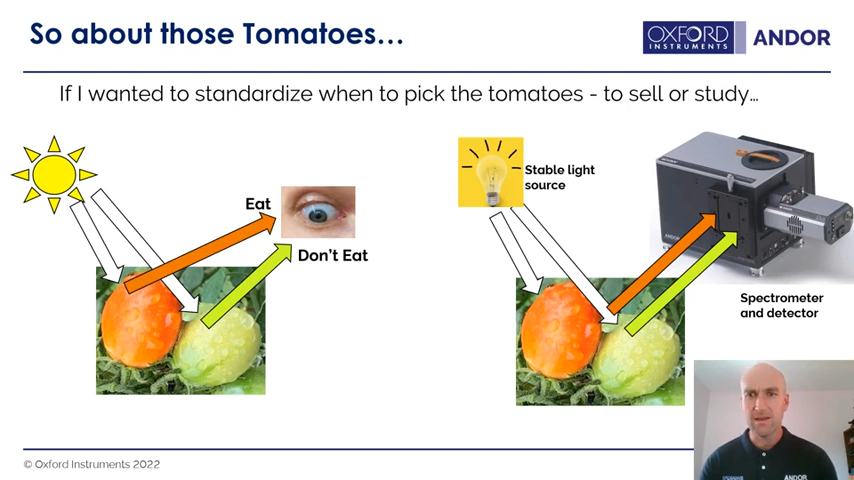 So about those Tomatoes...
OXFORD
INSTRUMENTS
ANDOR
If I wanted to standardize when to pick the tomatoes - to sell or study...
Eat
Don't Eat
Stable light
source
Spectrometer
and detector
© Oxford Instruments 2022
ANDOR